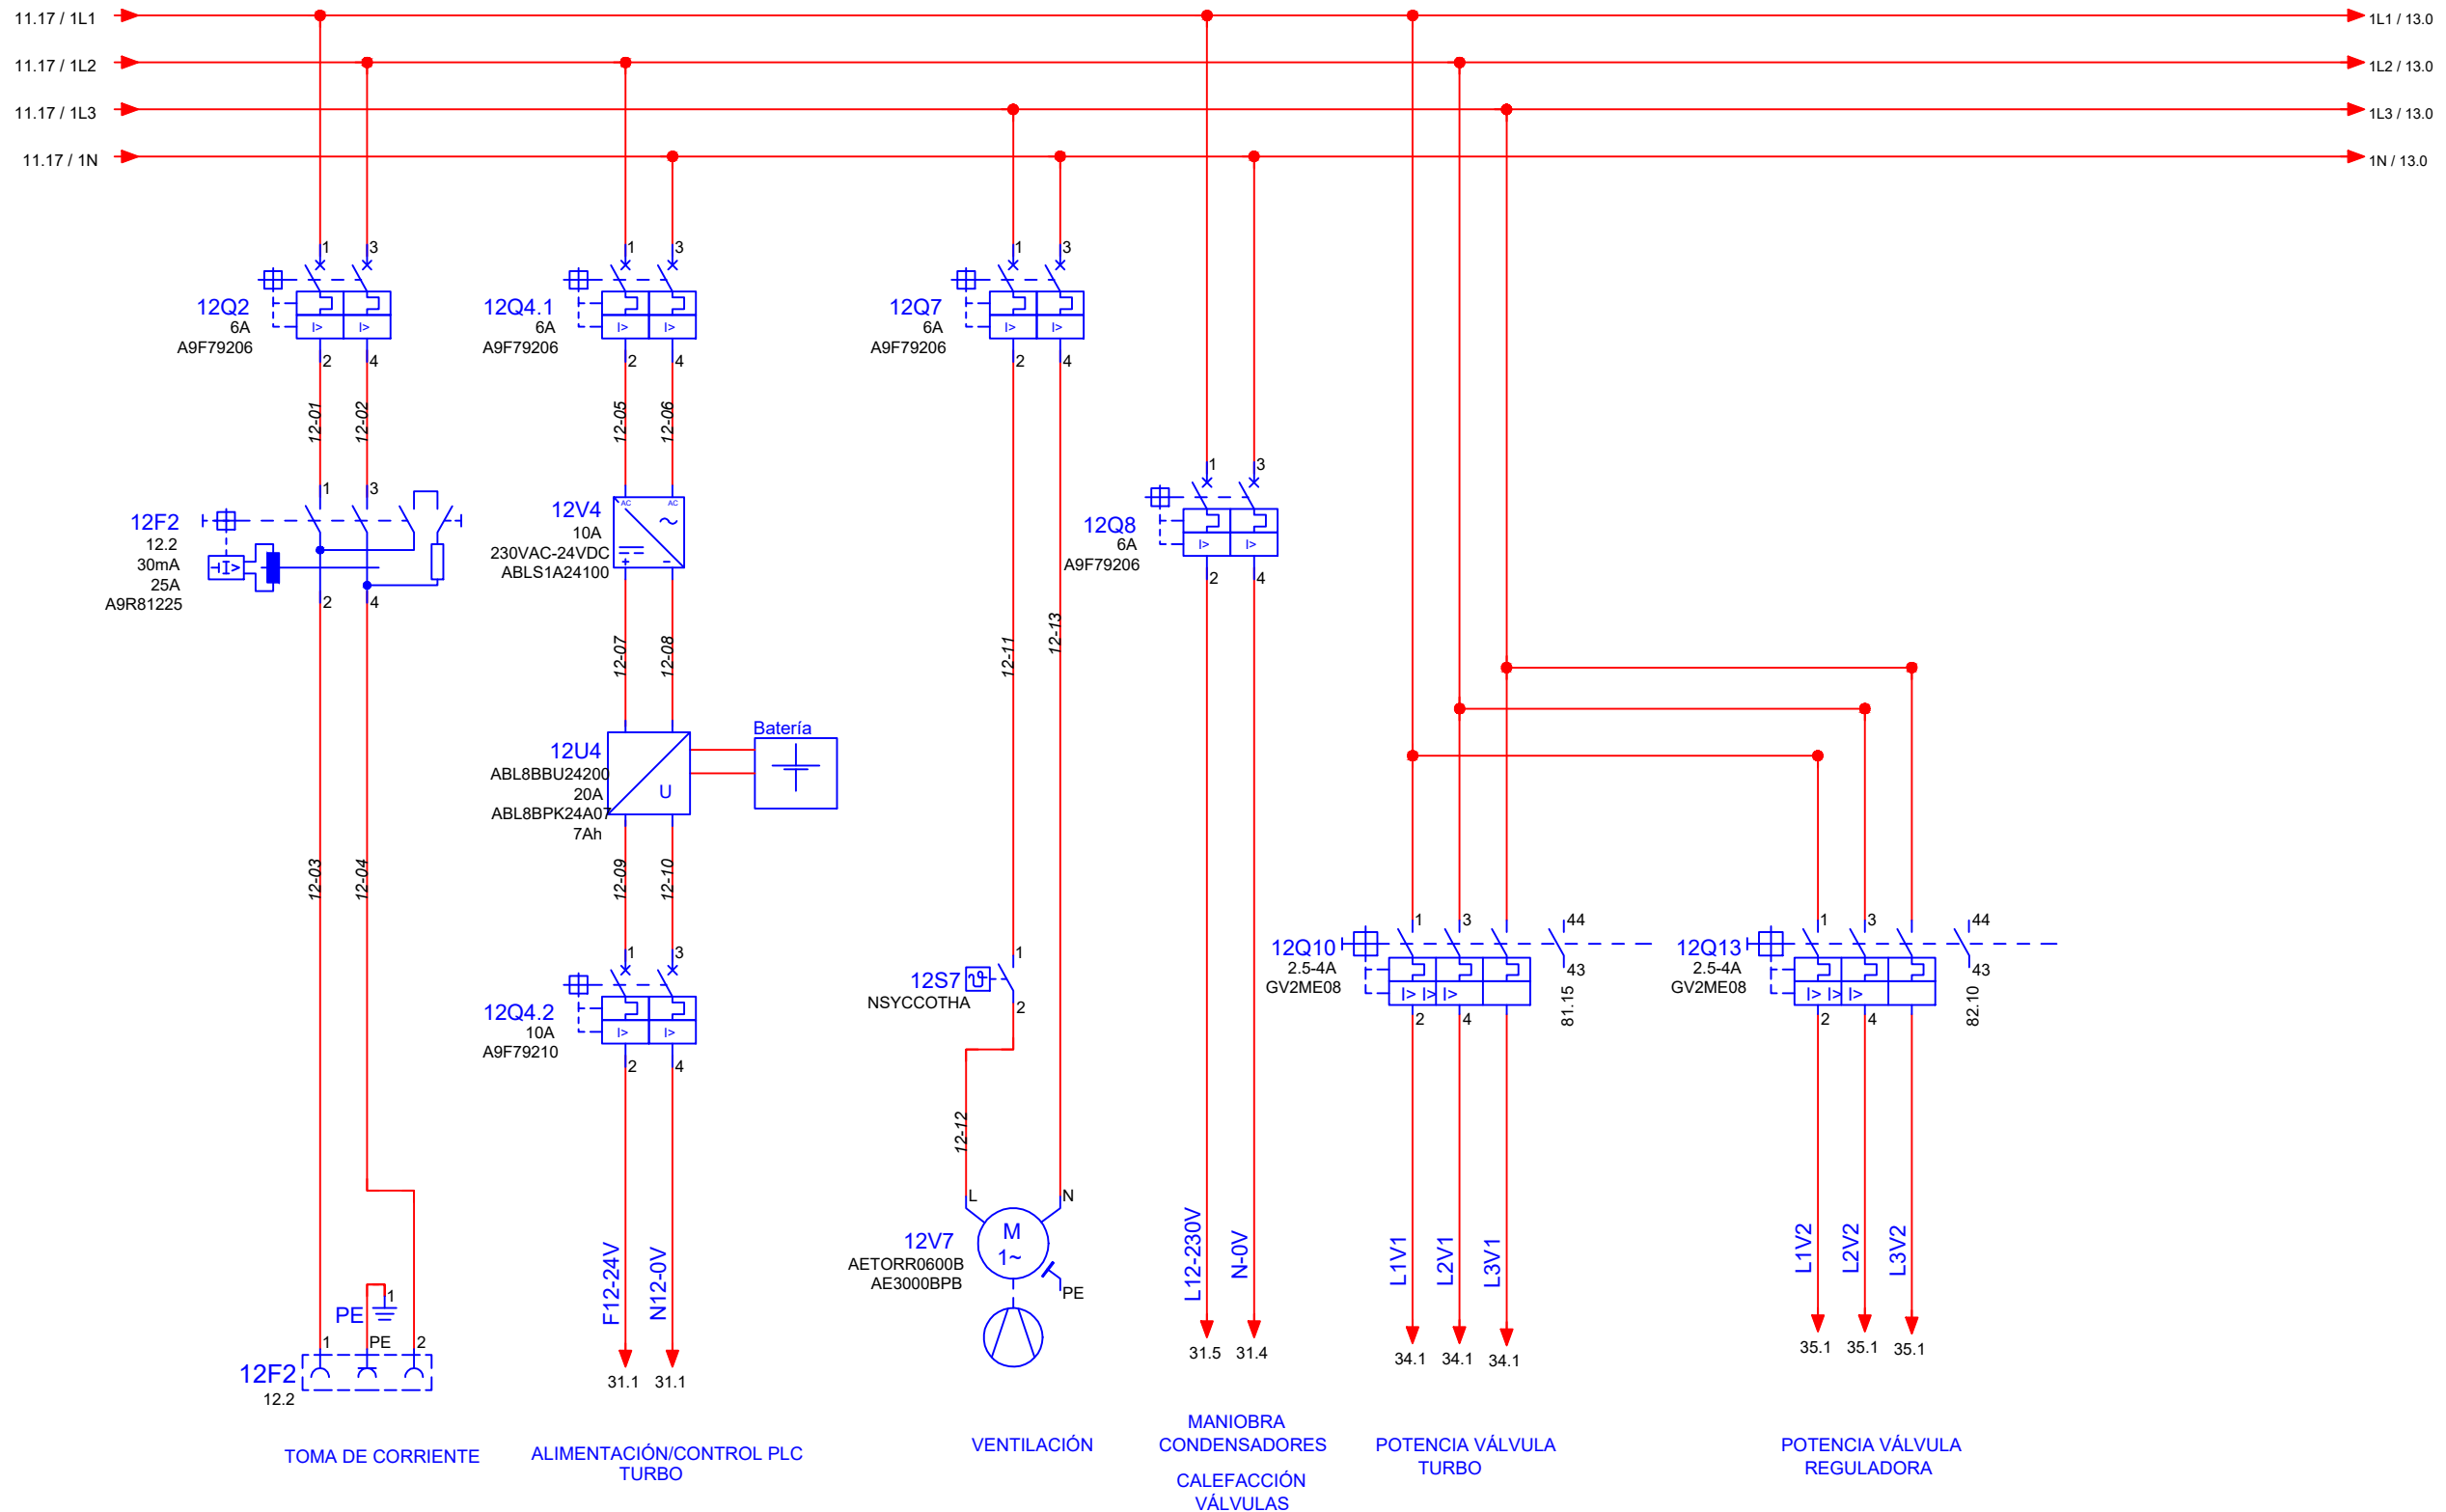 11.17 / 1L1
1L1 / 13.0
11.17 / 1L2
1L2 / 13.0
11.17 / 1L3
1L3 / 13.0
11.17 / 1N
1N / 13.0
1 3
12Q2
6A
A9F79206
I> I>
2 4
12-01 12-02
1 3
12F2
12.2
30mA
25A
A9R81225
I>
2 4
12-03 12-04
PE
1
1 PE 2
12F2
12.2
TOMA DE CORRIENTE
1 3
12Q4.1
6A
A9F79206
I> I>
2 4
12-05 12-06
AC AC
12V4
10A
230VAC-24VDC
ABLS1A24100
+ -
12-07 12-08
Batería
12U4
ABL8BBU24200
20A
ABL8BPK24A07
7Ah
U
12-09 12-10
1 3
12Q4.2
10A
A9F79210
I> I>
2 4
F12-24V N12-0V
31.1 31.1
ALIMENTACIÓN/CONTROL PLC
TURBO
1 3
12Q7
6A
A9F79206
I> I>
2 4
12-11 12-13
1
12S7
NSYCCOTHA
2
12-12
L N
M
1~
12V7
AETORR0600B
AE3000BPB
PE
VENTILACIÓN
1 3
12Q8
6A
A9F79206
I> I>
2 4
L12-230V N-0V
31.5 31.4
MANIOBRA
CONDENSADORES
CALEFACCIÓN
VÁLVULAS
1 3 44
12Q10
2.5-4A
GV2ME08
43
I> I> I>
2 4
81.15
L1V1 L2V1 L3V1
34.1 34.1 34.1
POTENCIA VÁLVULA
TURBO
1 3 44
12Q13
2.5-4A
GV2ME08
43
I> I> I>
2 4
82.10
L1V2 L2V2 L3V2
35.1 35.1 35.1
POTENCIA VÁLVULA
REGULADORA